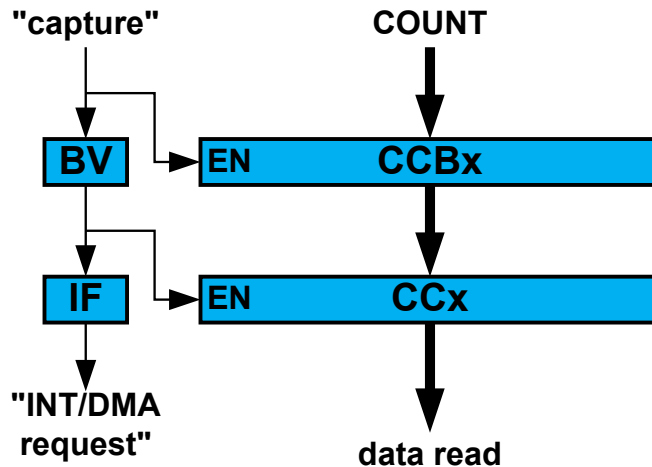 "capture"
COUNT
BV
EN
CCBx
IF
EN
CCx
"INT/DMA
request"
data read